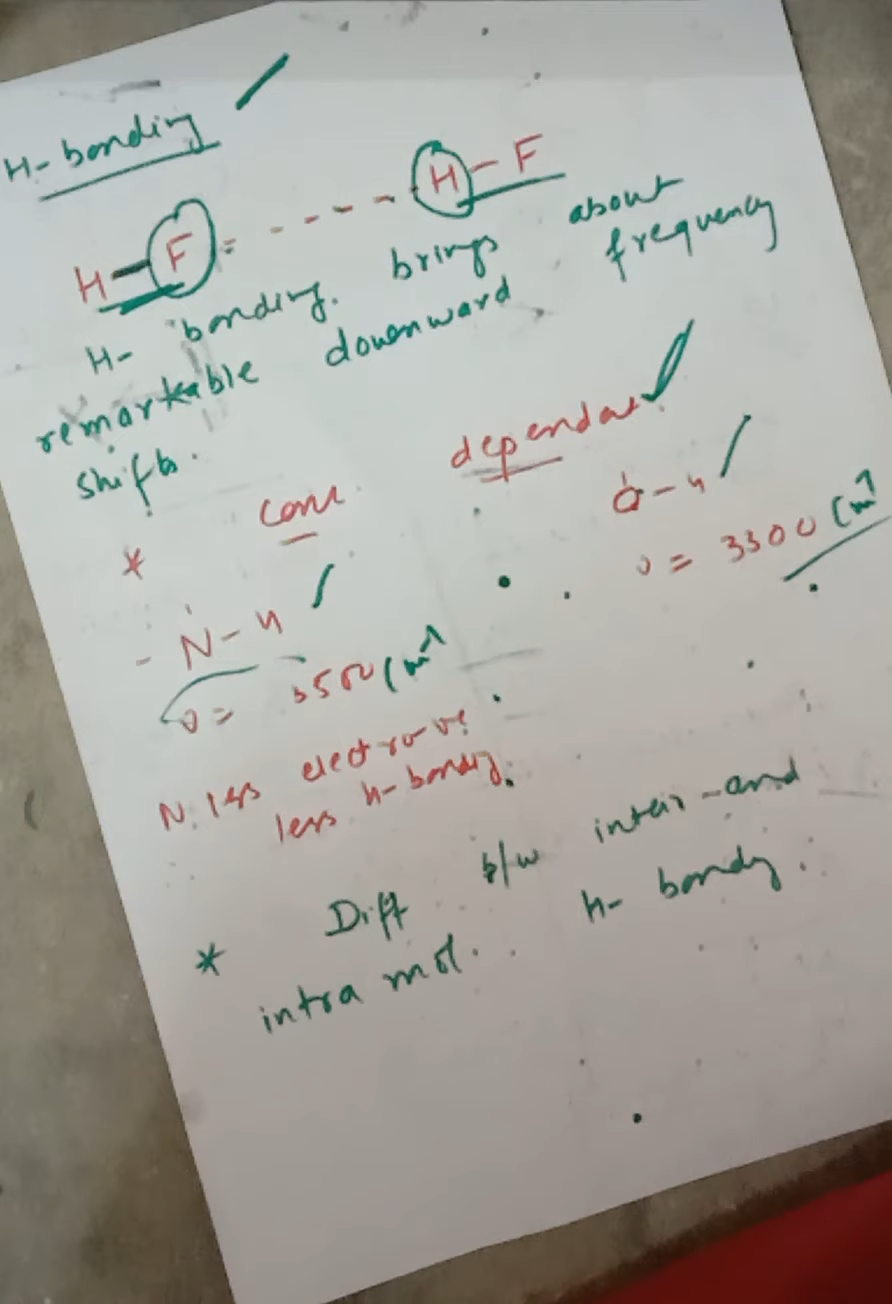 H- bonding
H-F: ----- H-F
H- bonding. brings about
remarkable downward frequency
shifts.
* Conc. dependant
- N-H O-H
ν = 3500 cm⁻¹ ν = 3300 cm⁻¹
N. less electro ve.
less H-bonding.
* Diff b/w inter- and
intra mol. H- bondg.